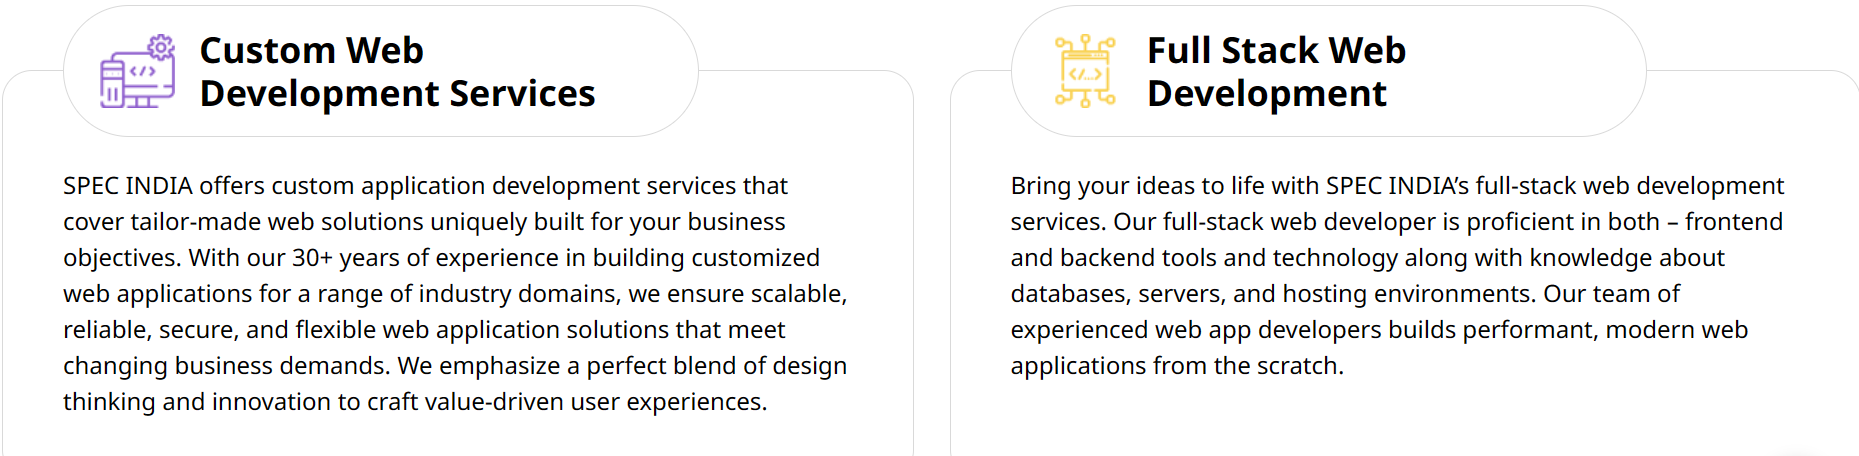 Custom Web
Development Services
SPEC INDIA offers custom application development services that
cover tailor-made web solutions uniquely built for your business
objectives. With our 30+ years of experience in building customized
web applications for a range of industry domains, we ensure scalable,
reliable, secure, and flexible web application solutions that meet
changing business demands. We emphasize a perfect blend of design
thinking and innovation to craft value-driven user experiences.
Full Stack Web
Development
Bring your ideas to life with SPEC INDIA’s full-stack web development
services. Our full-stack web developer is proficient in both – frontend
and backend tools and technology along with knowledge about
databases, servers, and hosting environments. Our team of
experienced web app developers builds performant, modern web
applications from the scratch.